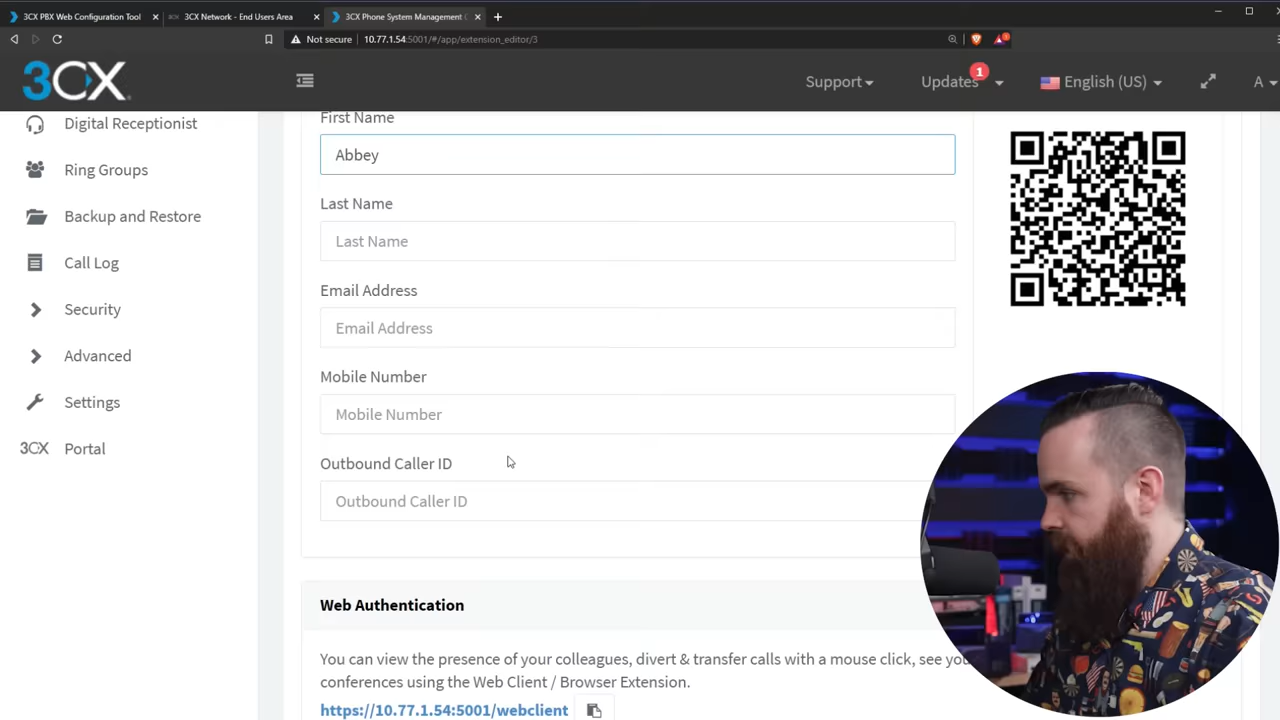 3CX PBX Web Configuration Tool
3CX Network - End Users Area
3CX Phone System Management C
Not secure
10.77.1.54:5001/#/app/extension_editor/3
3CX
Support
Updates
1
English (US)
A
Digital Receptionist
Ring Groups
Backup and Restore
Call Log
Security
Advanced
Settings
3CX Portal
First Name
Abbey
Last Name
Last Name
Email Address
Email Address
Mobile Number
Mobile Number
Outbound Caller ID
Outbound Caller ID
Web Authentication
You can view the presence of your colleagues, divert & transfer calls with a mouse click, see you
conferences using the Web Client / Browser Extension.
https://10.77.1.54:5001/webclient